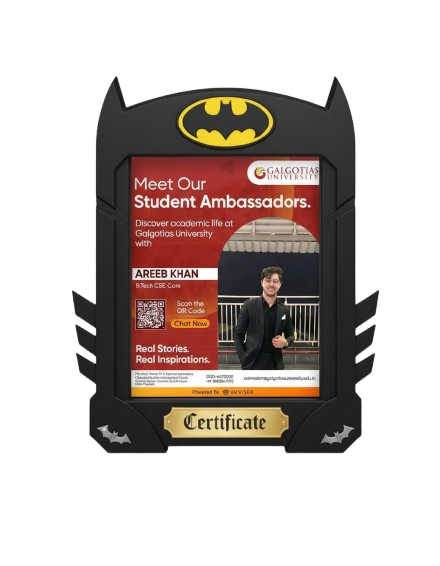 GALGOTIAS
UNIVERSITY
Meet Our
Student Ambassadors.
Discover academic life at
Galgotias University
with
AREEB KHAN
B.Tech CSE Core
Scan the
QR Code
Chat Now
Real Stories.
Real Inspirations.
Powered By UNIVISER
Certificate